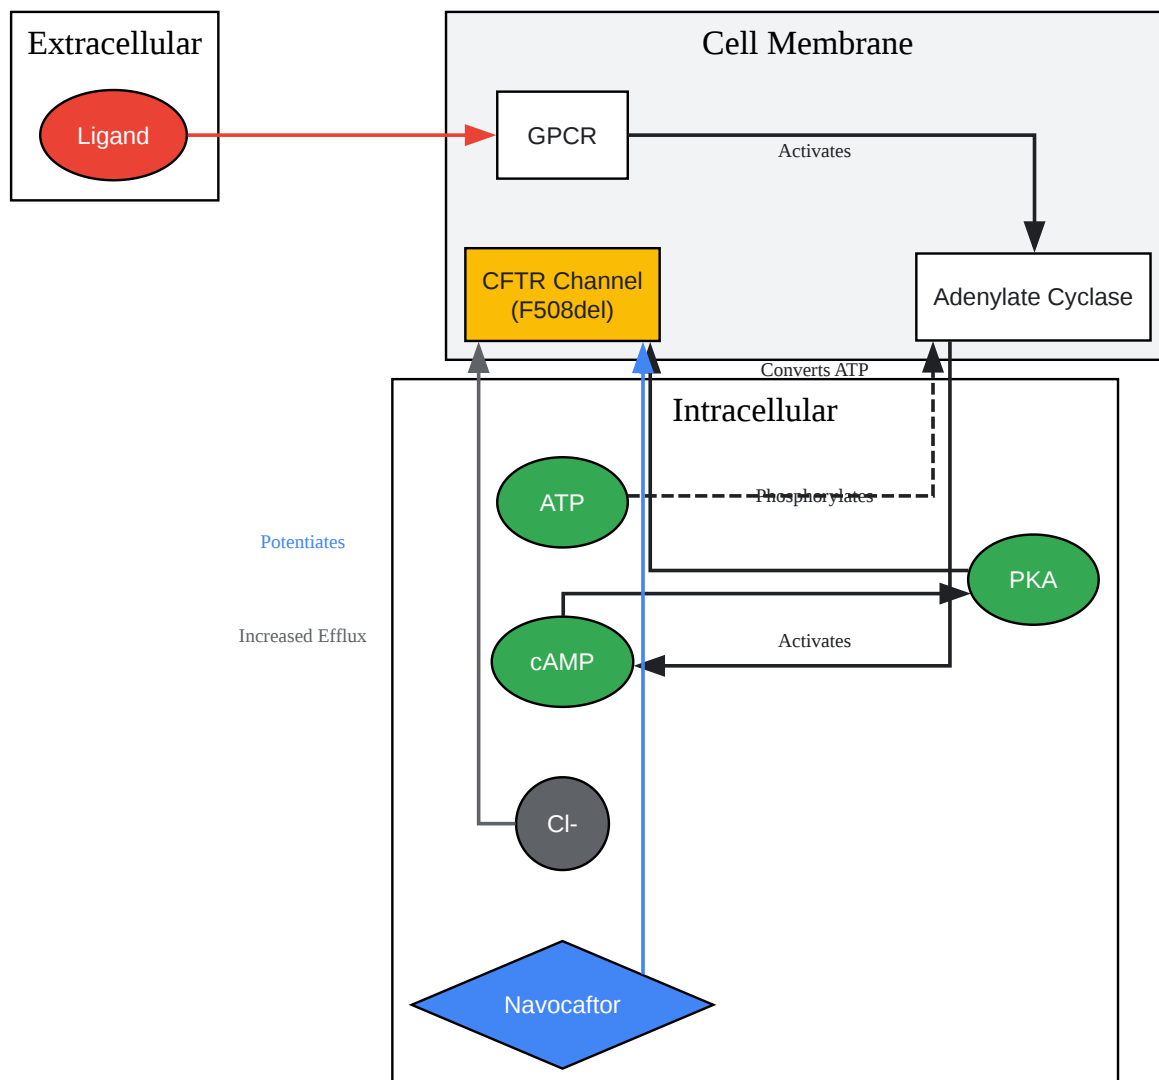 Extracellular
Cell Membrane
Ligand
GPCR
Activates
CFTR Channel
(F508del)
Adenylate Cyclase
Converts ATP
Intracellular
ATP
Phosphorylates
Potentiates
PKA
Increased Efflux
Activates
cAMP
Cl-
Navocaftor